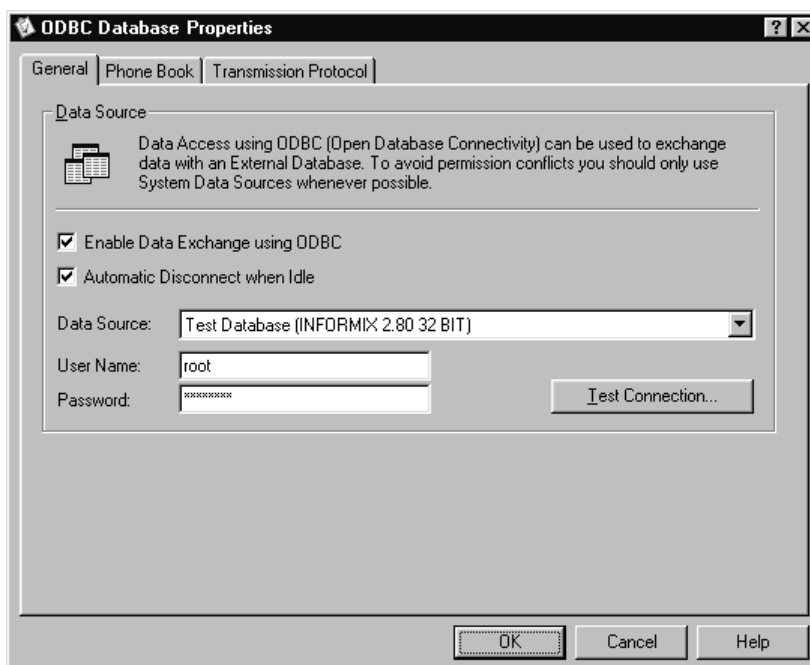 ODBC Database Properties
General Phone Book Transmission Protocol
Data Source
Data Access using ODBC (Open Database Connectivity) can be used to exchange
data with an External Database. To avoid permission conflicts you should only use
System Data Sources whenever possible.
Enable Data Exchange using ODBC
Automatic Disconnect when Idle
Data Source: Test Database (INFORMIX 2.80 32 BIT)
User Name: root
Password: ********
Test Connection...
OK Cancel Help